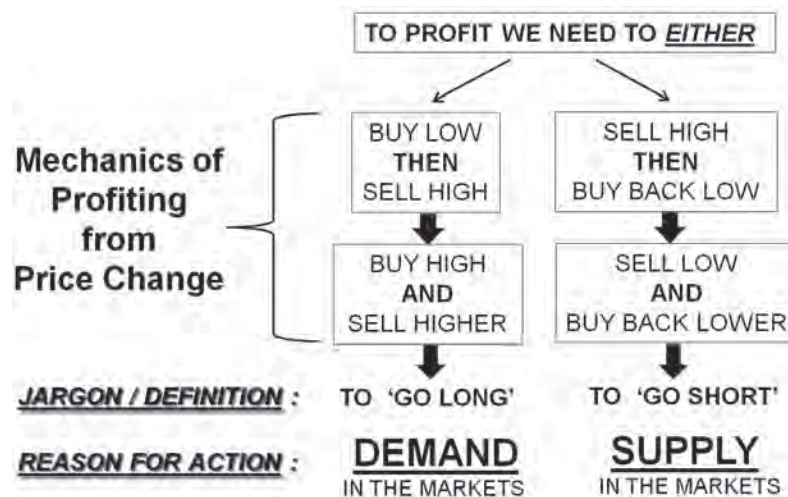 TO PROFIT WE NEED TO EITHER
Mechanics of
Profiting
from
Price Change
BUY LOW
THEN
SELL HIGH
SELL HIGH
THEN
BUY BACK LOW
BUY HIGH
AND
SELL HIGHER
SELL LOW
AND
BUY BACK LOWER
JARGON / DEFINITION : TO 'GO LONG' TO 'GO SHORT'
REASON FOR ACTION : DEMAND SUPPLY
IN THE MARKETS IN THE MARKETS